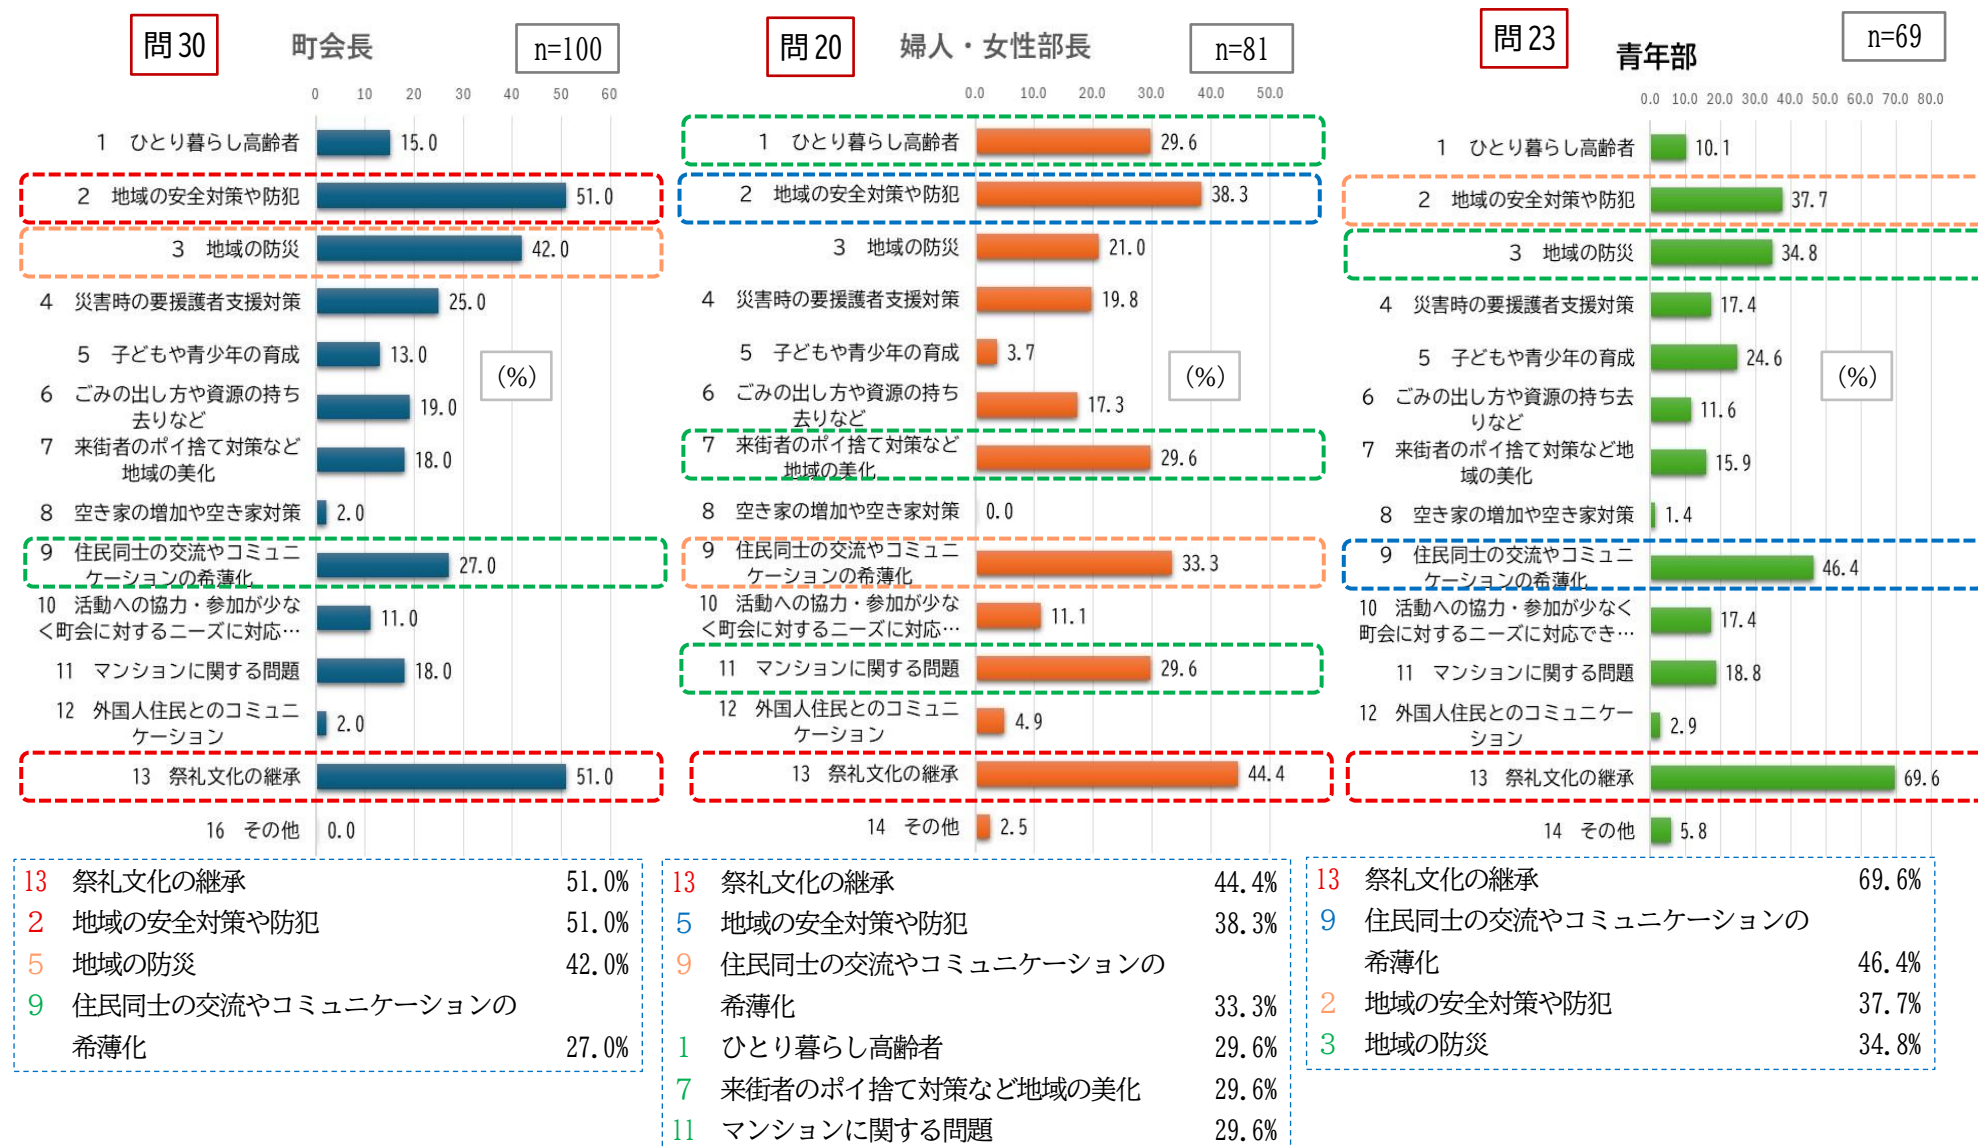 問30
町会長
n=100
0 10 20 30 40 50 60
1 ひとり暮らし高齢者 15.0
2 地域の安全対策や防犯 51.0
3 地域の防災 42.0
4 災害時の要援護者支援対策 25.0
5 子どもや青少年の育成 13.0
(%)
6 ごみの出し方や資源の持ち
去りなど 19.0
7 来街者のポイ捨て対策など
地域の美化 18.0
8 空き家の増加や空き家対策 2.0
9 住民同士の交流やコミュニ
ケーションの希薄化 27.0
10 活動への協力・参加が少な
く町会に対するニーズに対応… 11.0
11 マンションに関する問題 18.0
12 外国人住民とのコミュニ
ケーション 2.0
13 祭礼文化の継承 51.0
16 その他 0.0
13 祭礼文化の継承 51.0%
2 地域の安全対策や防犯 51.0%
5 地域の防災 42.0%
9 住民同士の交流やコミュニケーションの
希薄化 27.0%
問20
婦人・女性部長
n=81
0.0 10.0 20.0 30.0 40.0 50.0
1 ひとり暮らし高齢者 29.6
2 地域の安全対策や防犯 38.3
3 地域の防災 21.0
4 災害時の要援護者支援対策 19.8
5 子どもや青少年の育成 3.7
(%)
6 ごみの出し方や資源の持ち
去りなど 17.3
7 来街者のポイ捨て対策など
地域の美化 29.6
8 空き家の増加や空き家対策 0.0
9 住民同士の交流やコミュニ
ケーションの希薄化 33.3
10 活動への協力・参加が少な
く町会に対するニーズに対応… 11.1
11 マンションに関する問題 29.6
12 外国人住民とのコミュニ
ケーション 4.9
13 祭礼文化の継承 44.4
14 その他 2.5
13 祭礼文化の継承 44.4%
5 地域の安全対策や防犯 38.3%
9 住民同士の交流やコミュニケーションの
希薄化 33.3%
1 ひとり暮らし高齢者 29.6%
7 来街者のポイ捨て対策など地域の美化 29.6%
11 マンションに関する問題 29.6%
問23
青年部
n=69
0.0 10.0 20.0 30.0 40.0 50.0 60.0 70.0 80.0
1 ひとり暮らし高齢者 10.1
2 地域の安全対策や防犯 37.7
3 地域の防災 34.8
4 災害時の要援護者支援対策 17.4
5 子どもや青少年の育成 24.6
(%)
6 ごみの出し方や資源の持ち去
りなど 11.6
7 来街者のポイ捨て対策など地
域の美化 15.9
8 空き家の増加や空き家対策 1.4
9 住民同士の交流やコミュニ
ケーションの希薄化 46.4
10 活動への協力・参加が少なく
町会に対するニーズに対応でき… 17.4
11 マンションに関する問題 18.8
12 外国人住民とのコミュニケー
ション 2.9
13 祭礼文化の継承 69.6
14 その他 5.8
13 祭礼文化の継承 69.6%
9 住民同士の交流やコミュニケーションの
希薄化 46.4%
2 地域の安全対策や防犯 37.7%
3 地域の防災 34.8%